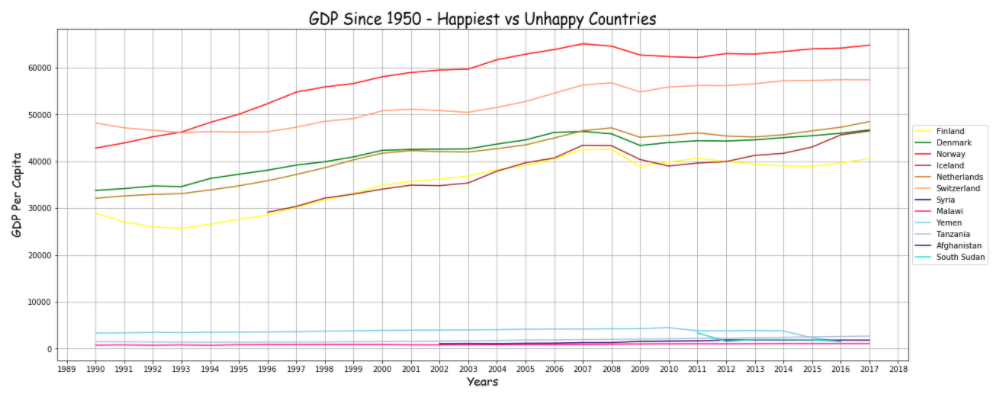 GDP Since 1950 - Happiest vs Unhappy Countries
GDP Per Capita
60000
50000
40000
30000
20000
10000
0
1989 1990 1991 1992 1993 1994 1995 1996 1997 1998 1999 2000 2001 2002 2003 2004 2005 2006 2007 2008 2009 2010 2011 2012 2013 2014 2015 2016 2017 2018
Years
Finland
Denmark
Norway
Iceland
Netherlands
Switzerland
Syria
Malawi
Yemen
Tanzania
Afghanistan
South Sudan